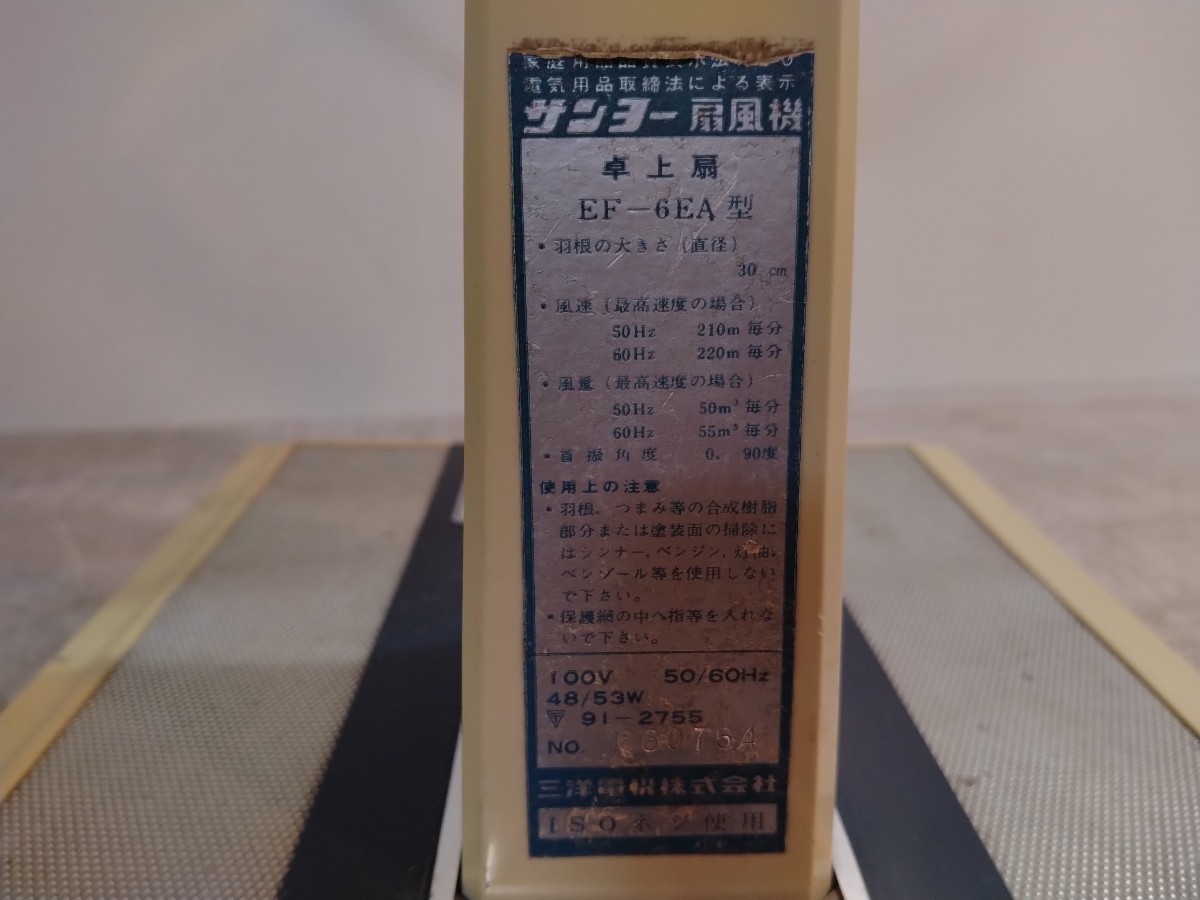 電気用品取締法による表示
サンヨー扇風機
卓上扇
EF-6EA型
・羽根の大きさ(直径)
30 cm
・風速(最高速度の場合)
50Hz 210m 毎分
60Hz 220m 毎分
・風量(最高速度の場合)
50Hz 50m³ 毎分
60Hz 55m³ 毎分
・首振角度 0. 90度
使用上の注意
・羽根、つまみ等の合成樹脂
部分または塗装面の掃除に
はシンナー,ベンジン,灯油,
ベンゾール等を使用しない
で下さい。
・保護網の中へ指等を入れな
いで下さい。
100V 50/60Hz
48/53W
91-2755
NO.
三洋電機株式会社
ISOネジ使用